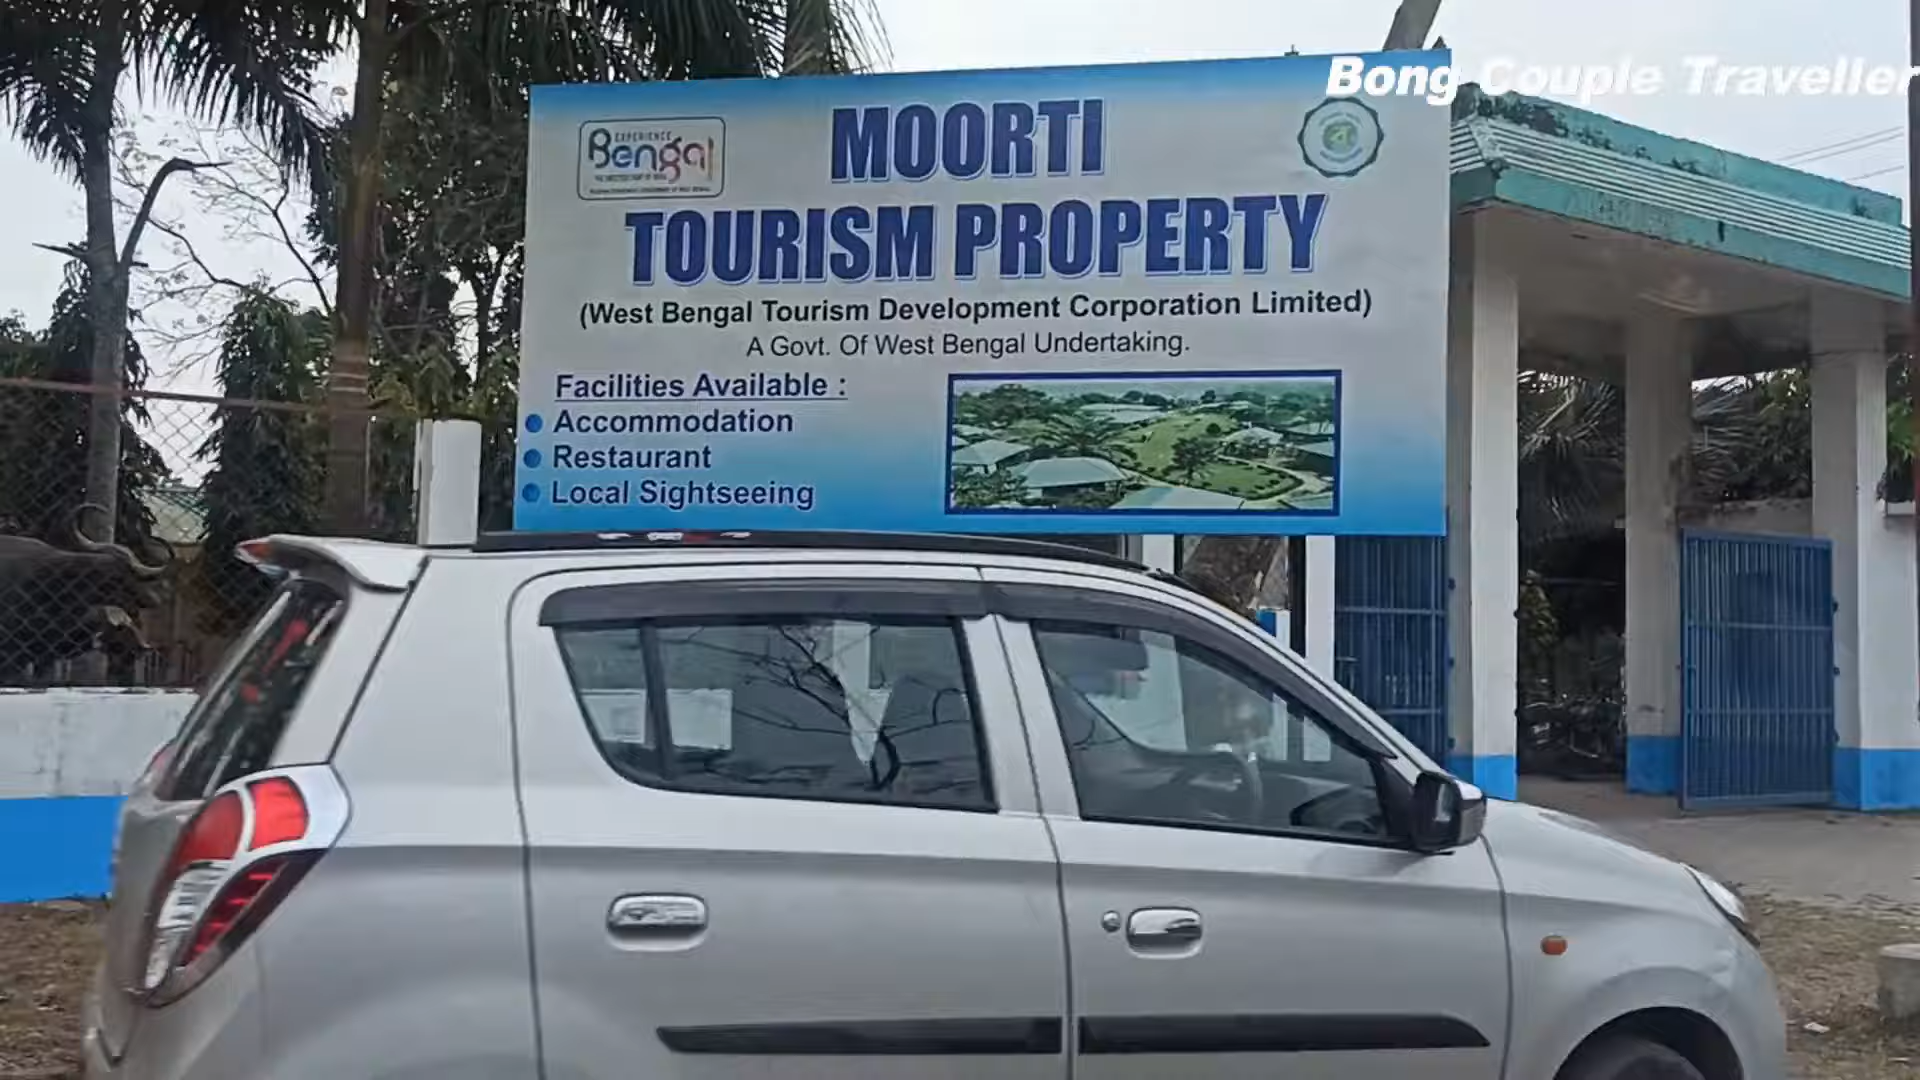 Bong Couple Traveller
EXPERIENCE
Bengal
MOORTI
TOURISM PROPERTY
(West Bengal Tourism Development Corporation Limited)
A Govt. Of West Bengal Undertaking.
Facilities Available :
Accommodation
Restaurant
Local Sightseeing